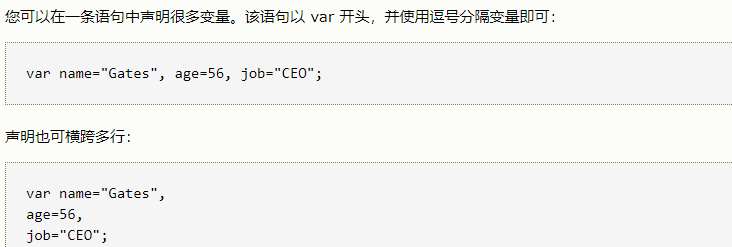 您可以在一条语句中声明很多变量。该语句以 var 开头，并使用逗号分隔变量即可：
var name="Gates", age=56, job="CEO";
声明也可横跨多行：
var name="Gates",
age=56,
job="CEO";